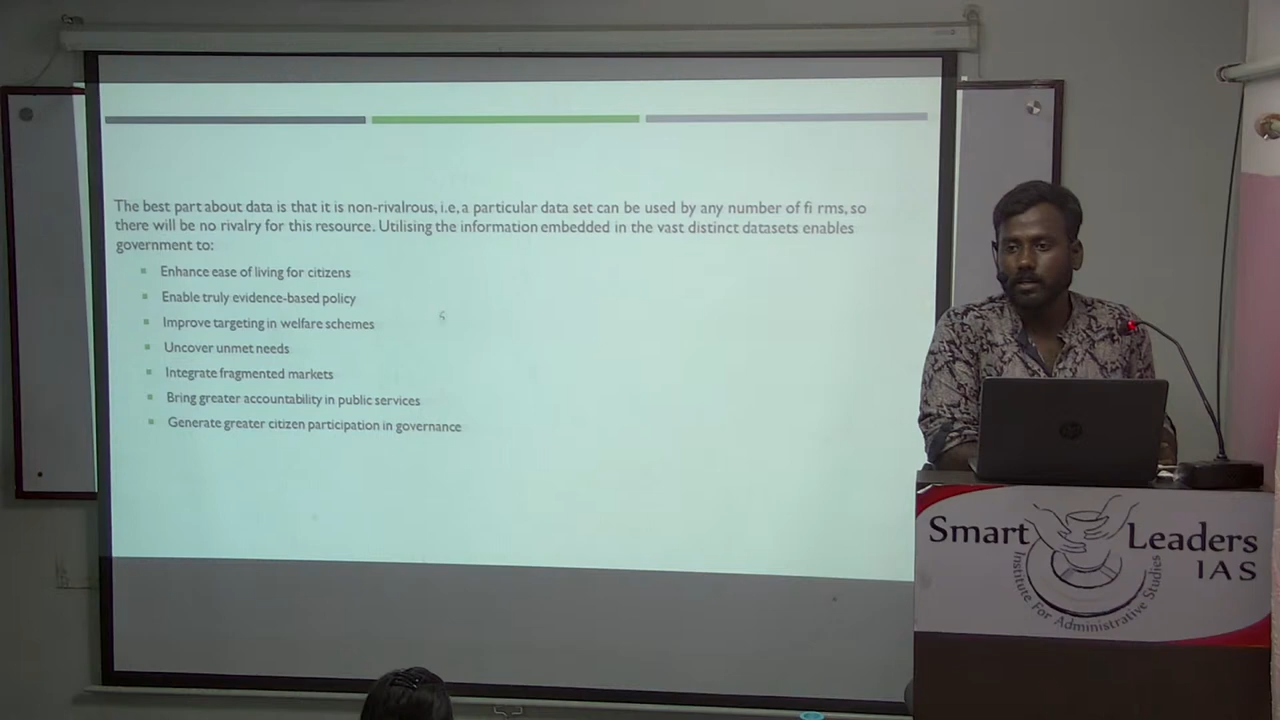 The best part about data is that it is non-rivalrous, i.e, a particular data set can be used by any number of fi rms, so
there will be no rivalry for this resource. Utilising the information embedded in the vast distinct datasets enables
government to:
Enhance ease of living for citizens
Enable truly evidence-based policy
Improve targeting in welfare schemes
Uncover unmet needs
Integrate fragmented markets
Bring greater accountability in public services
Generate greater citizen participation in governance
Smart Leaders
IAS
Institute For Administrative Studies
hp